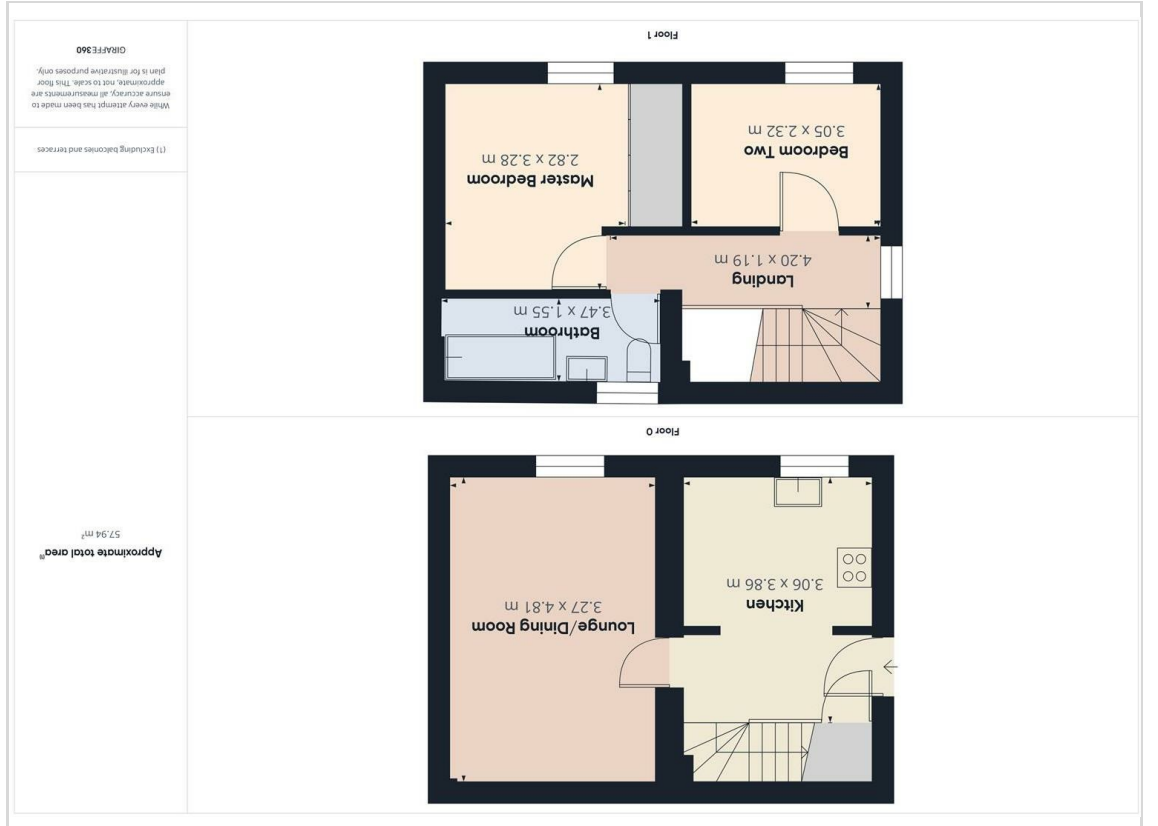 Lounge/Dining Room
3.27 x 4.81 m
Kitchen
3.06 x 3.86 m
Floor 0
Bathroom
3.47 x 1.55 m
Landing
4.20 x 1.19 m
Master Bedroom
2.82 x 3.28 m
Bedroom Two
3.05 x 2.32 m
Floor 1
Approximate total area⁽¹⁾
57.94 m²
(1) Excluding balconies and terraces
While every attempt has been made to
ensure accuracy, all measurements are
approximate, not to scale. This floor
plan is for illustrative purposes only.
GIRAFFE360